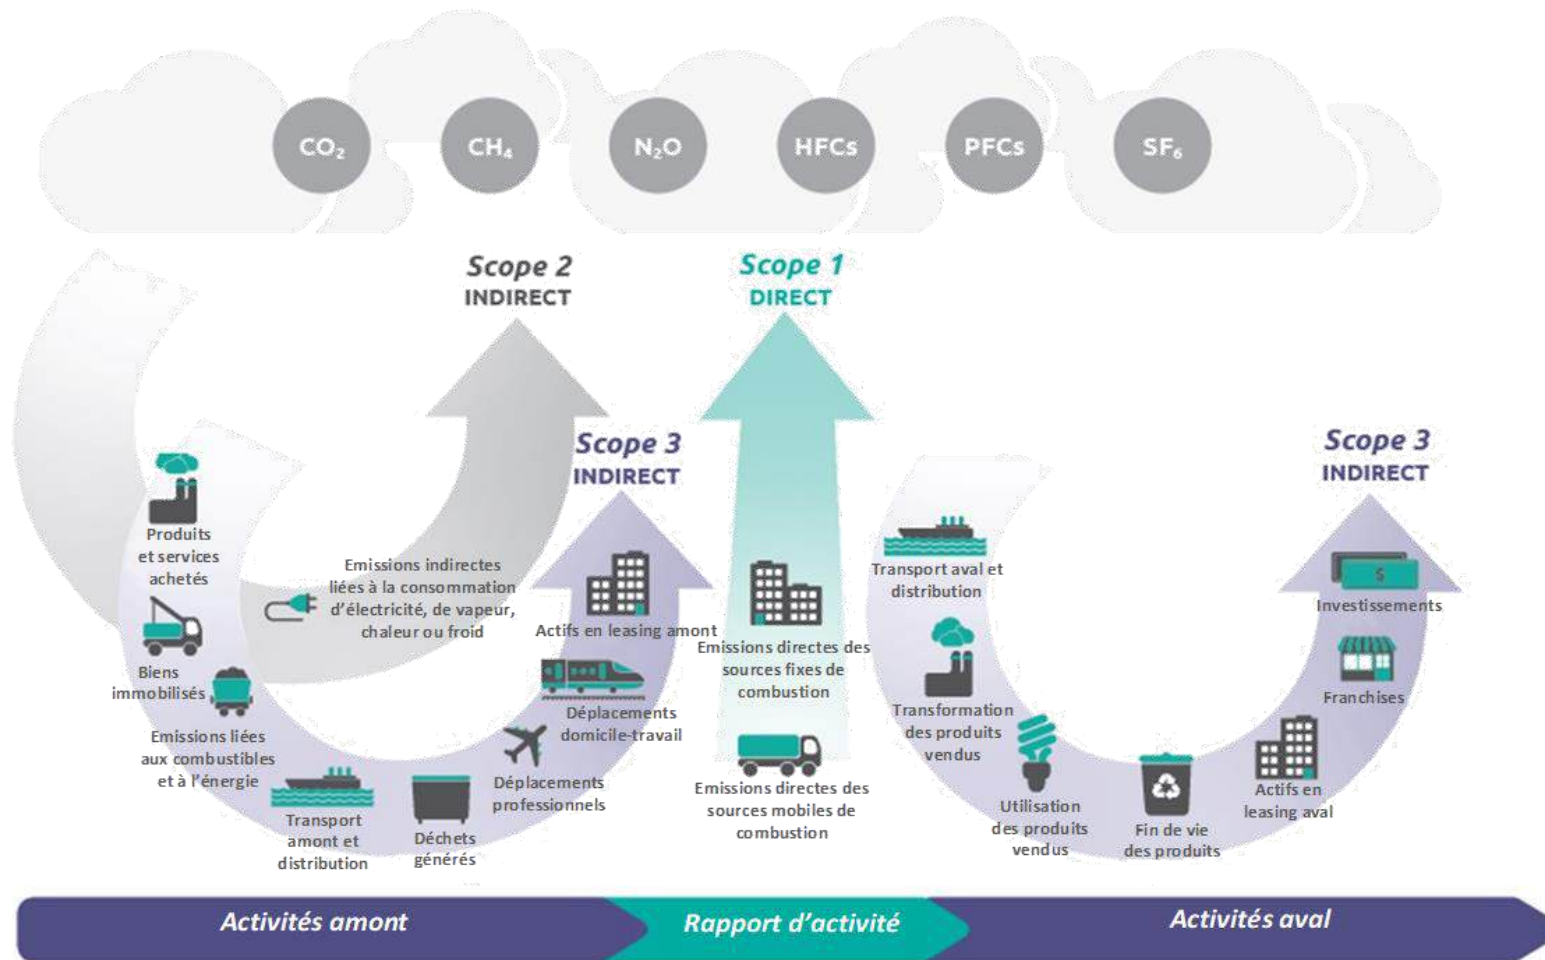 CO₂
CH₄
N₂O
HFCs
PFCs
SF₆
Scope 2
INDIRECT
Scope 1
DIRECT
Scope 3
INDIRECT
Scope 3
INDIRECT
Produits
et services
achetés
Biens
immobilisés
Emissions liées
aux combustibles
et à l'énergie
Transport
amont et
distribution
Déchets
générés
Déplacements
professionnels
Déplacements
domicile-travail
Actifs en leasing amont
Emissions indirectes
liées à la consommation
d'électricité, de vapeur,
chaleur ou froid
Emissions directes des
sources fixes de
combustion
Emissions directes des
sources mobiles de
combustion
Transport aval et
distribution
Transformation
des produits
vendus
Utilisation
des produits
vendus
Fin de vie
des produits
Actifs en
leasing aval
Franchises
$
Investissements
Activités amont
Rapport d'activité
Activités aval